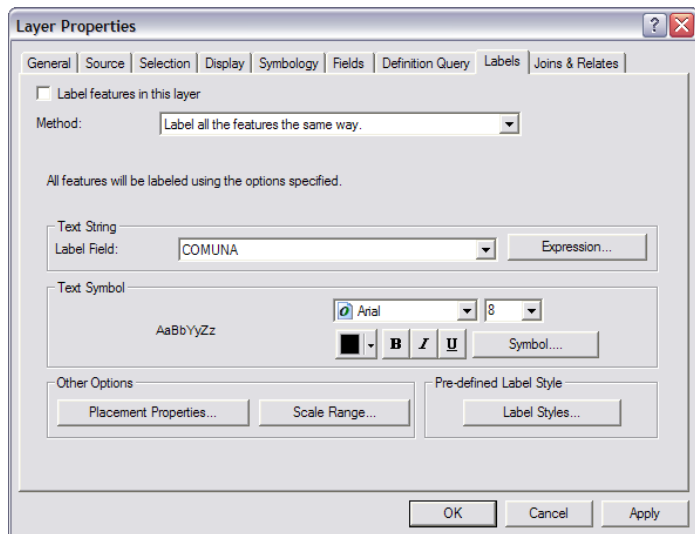 Layer Properties
General Source Selection Display Symbology Fields Definition Query Labels Joins & Relates
Label features in this layer
Method: Label all the features the same way.
All features will be labeled using the options specified.
Text String
Label Field: COMUNA Expression...
Text Symbol
AaBbYyZz
Arial 8
B I U Symbol....
Other Options
Placement Properties... Scale Range...
Pre-defined Label Style
Label Styles...
OK Cancel Apply